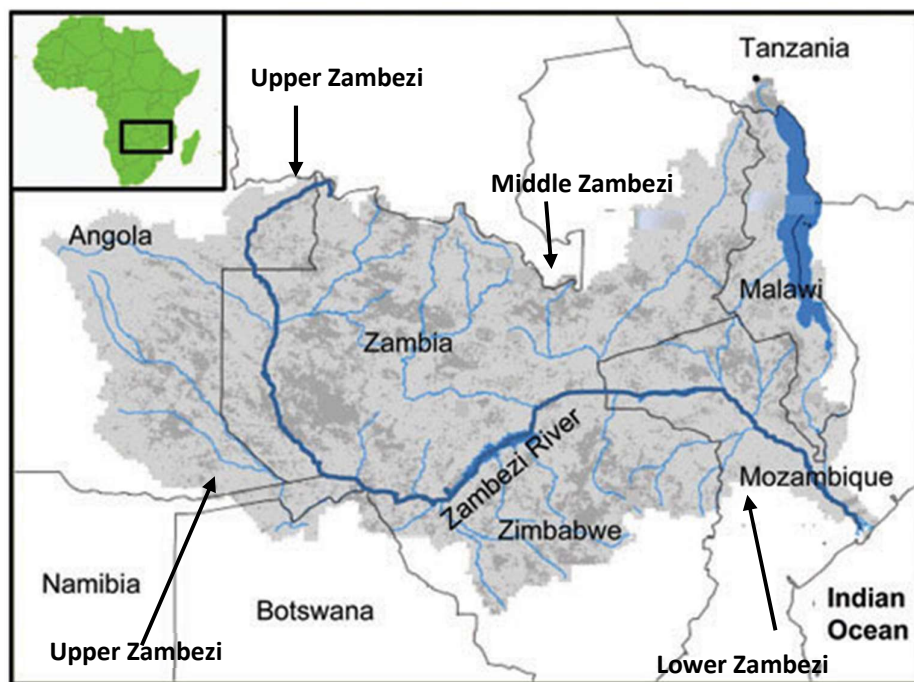 Tanzania
Upper Zambezi
Middle Zambezi
Angola
Malawi
Zambia
Zambezi River
Mozambique
Zimbabwe
Namibia
Botswana
Indian
Ocean
Upper Zambezi
Lower Zambezi